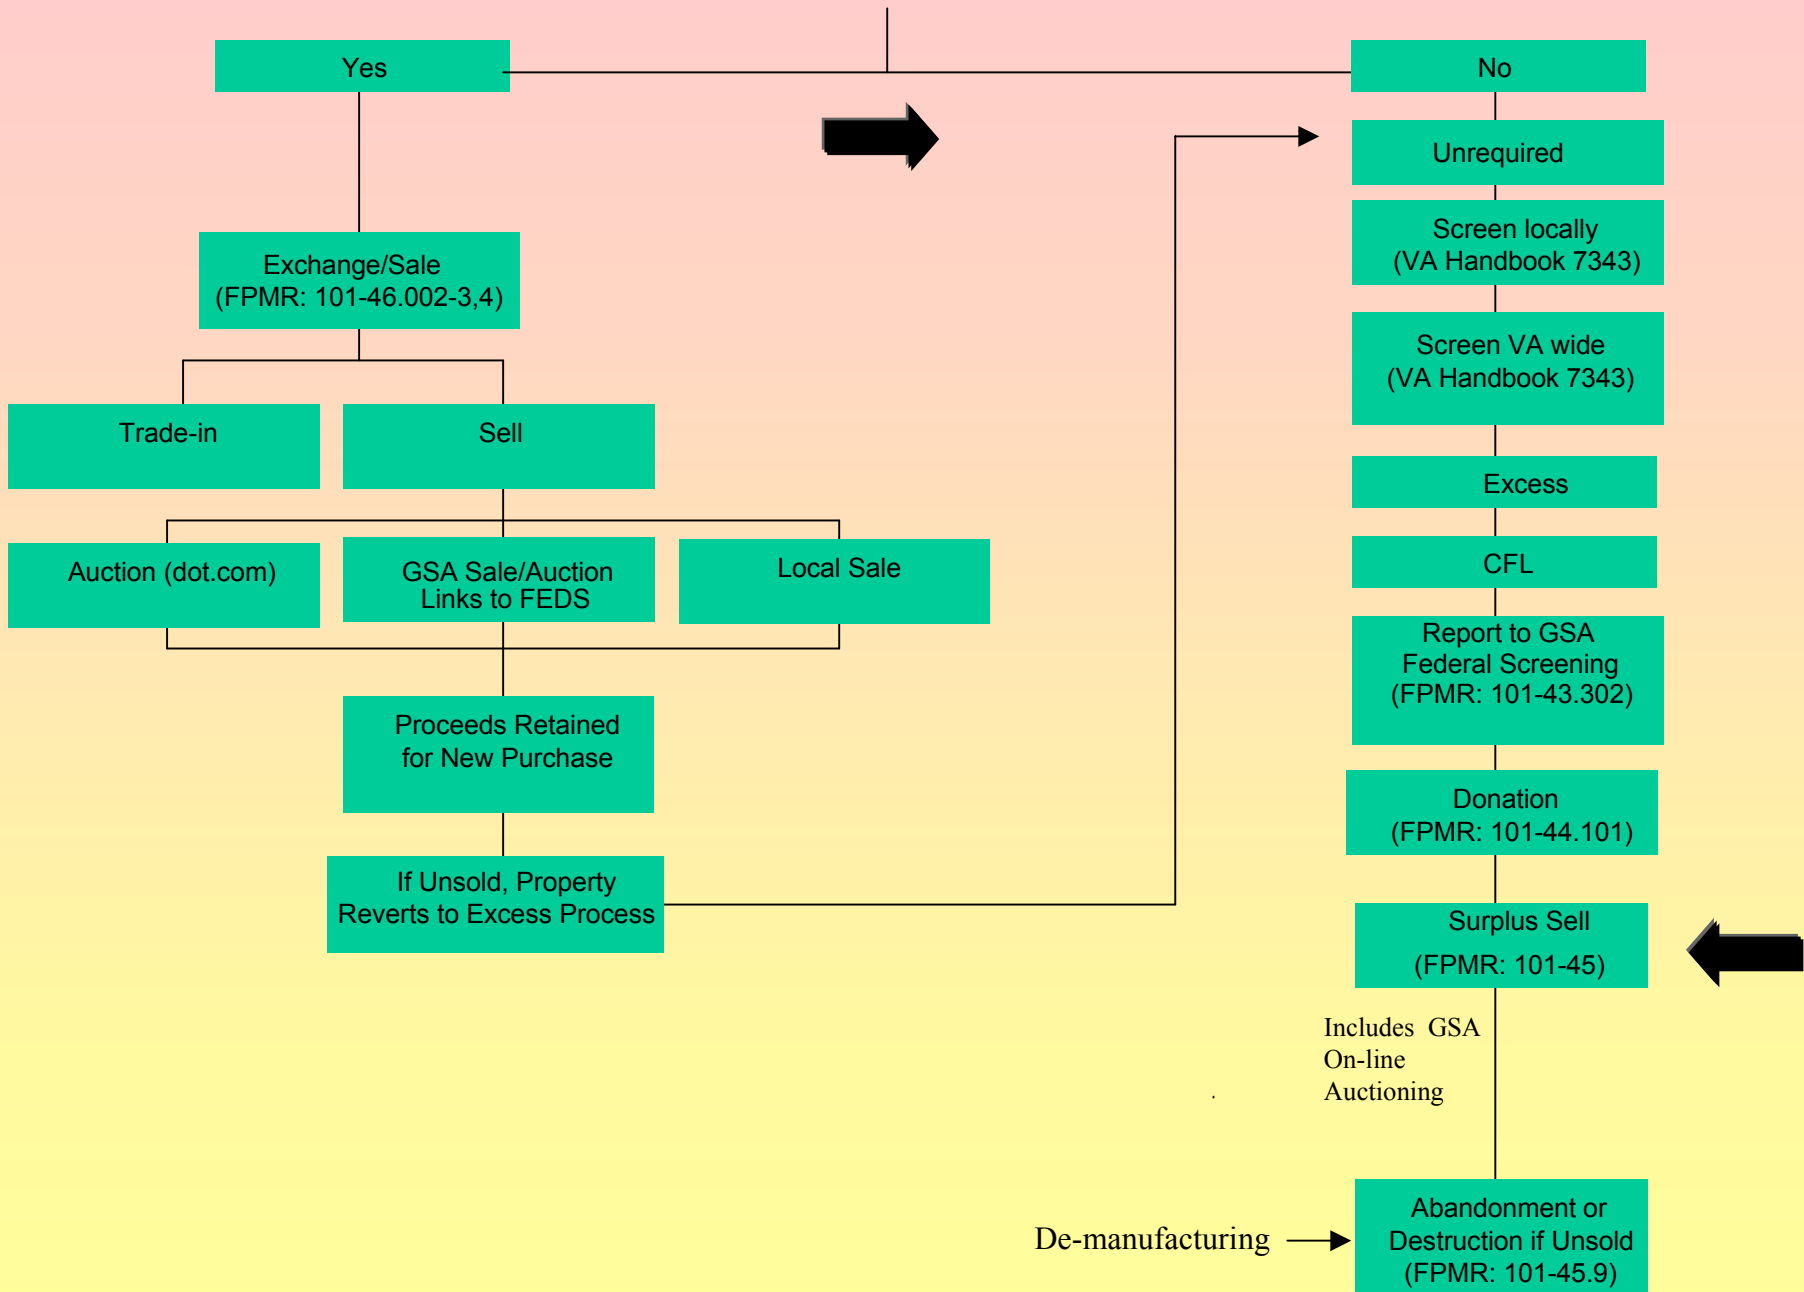 Yes
No
Unrequired
Exchange/Sale
(FPMR: 101-46.002-3,4)
Screen locally
(VA Handbook 7343)
Screen VA wide
(VA Handbook 7343)
Trade-in
Sell
Excess
Auction (dot.com)
GSA Sale/Auction
Links to FEDS
Local Sale
CFL
Report to GSA
Federal Screening
(FPMR: 101-43.302)
Proceeds Retained
for New Purchase
Donation
(FPMR: 101-44.101)
If Unsold, Property
Reverts to Excess Process
Surplus Sell
(FPMR: 101-45)
Includes GSA
On-line
Auctioning
.
De-manufacturing
Abandonment or
Destruction if Unsold
(FPMR: 101-45.9)